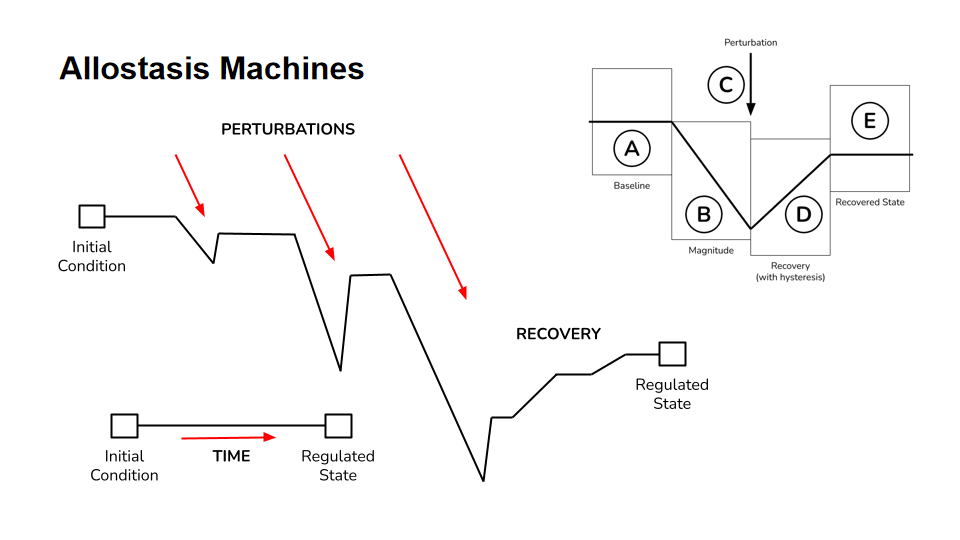 Allostasis Machines
PERTURBATIONS
Initial
Condition
RECOVERY
Regulated
State
Initial
Condition
TIME
Regulated
State
Perturbation
C
A
Baseline
B
Magnitude
D
Recovery
(with hysteresis)
E
Recovered State